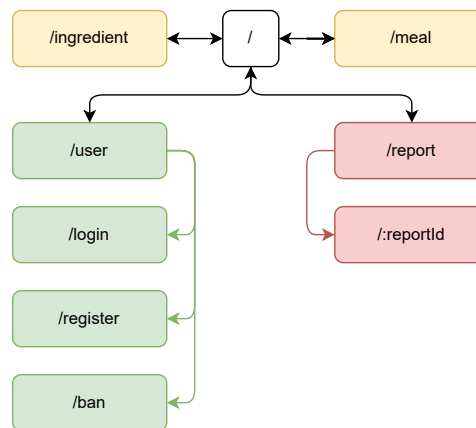 /ingredient
/
/meal
/user
/report
/login
/:reportId
/register
/ban